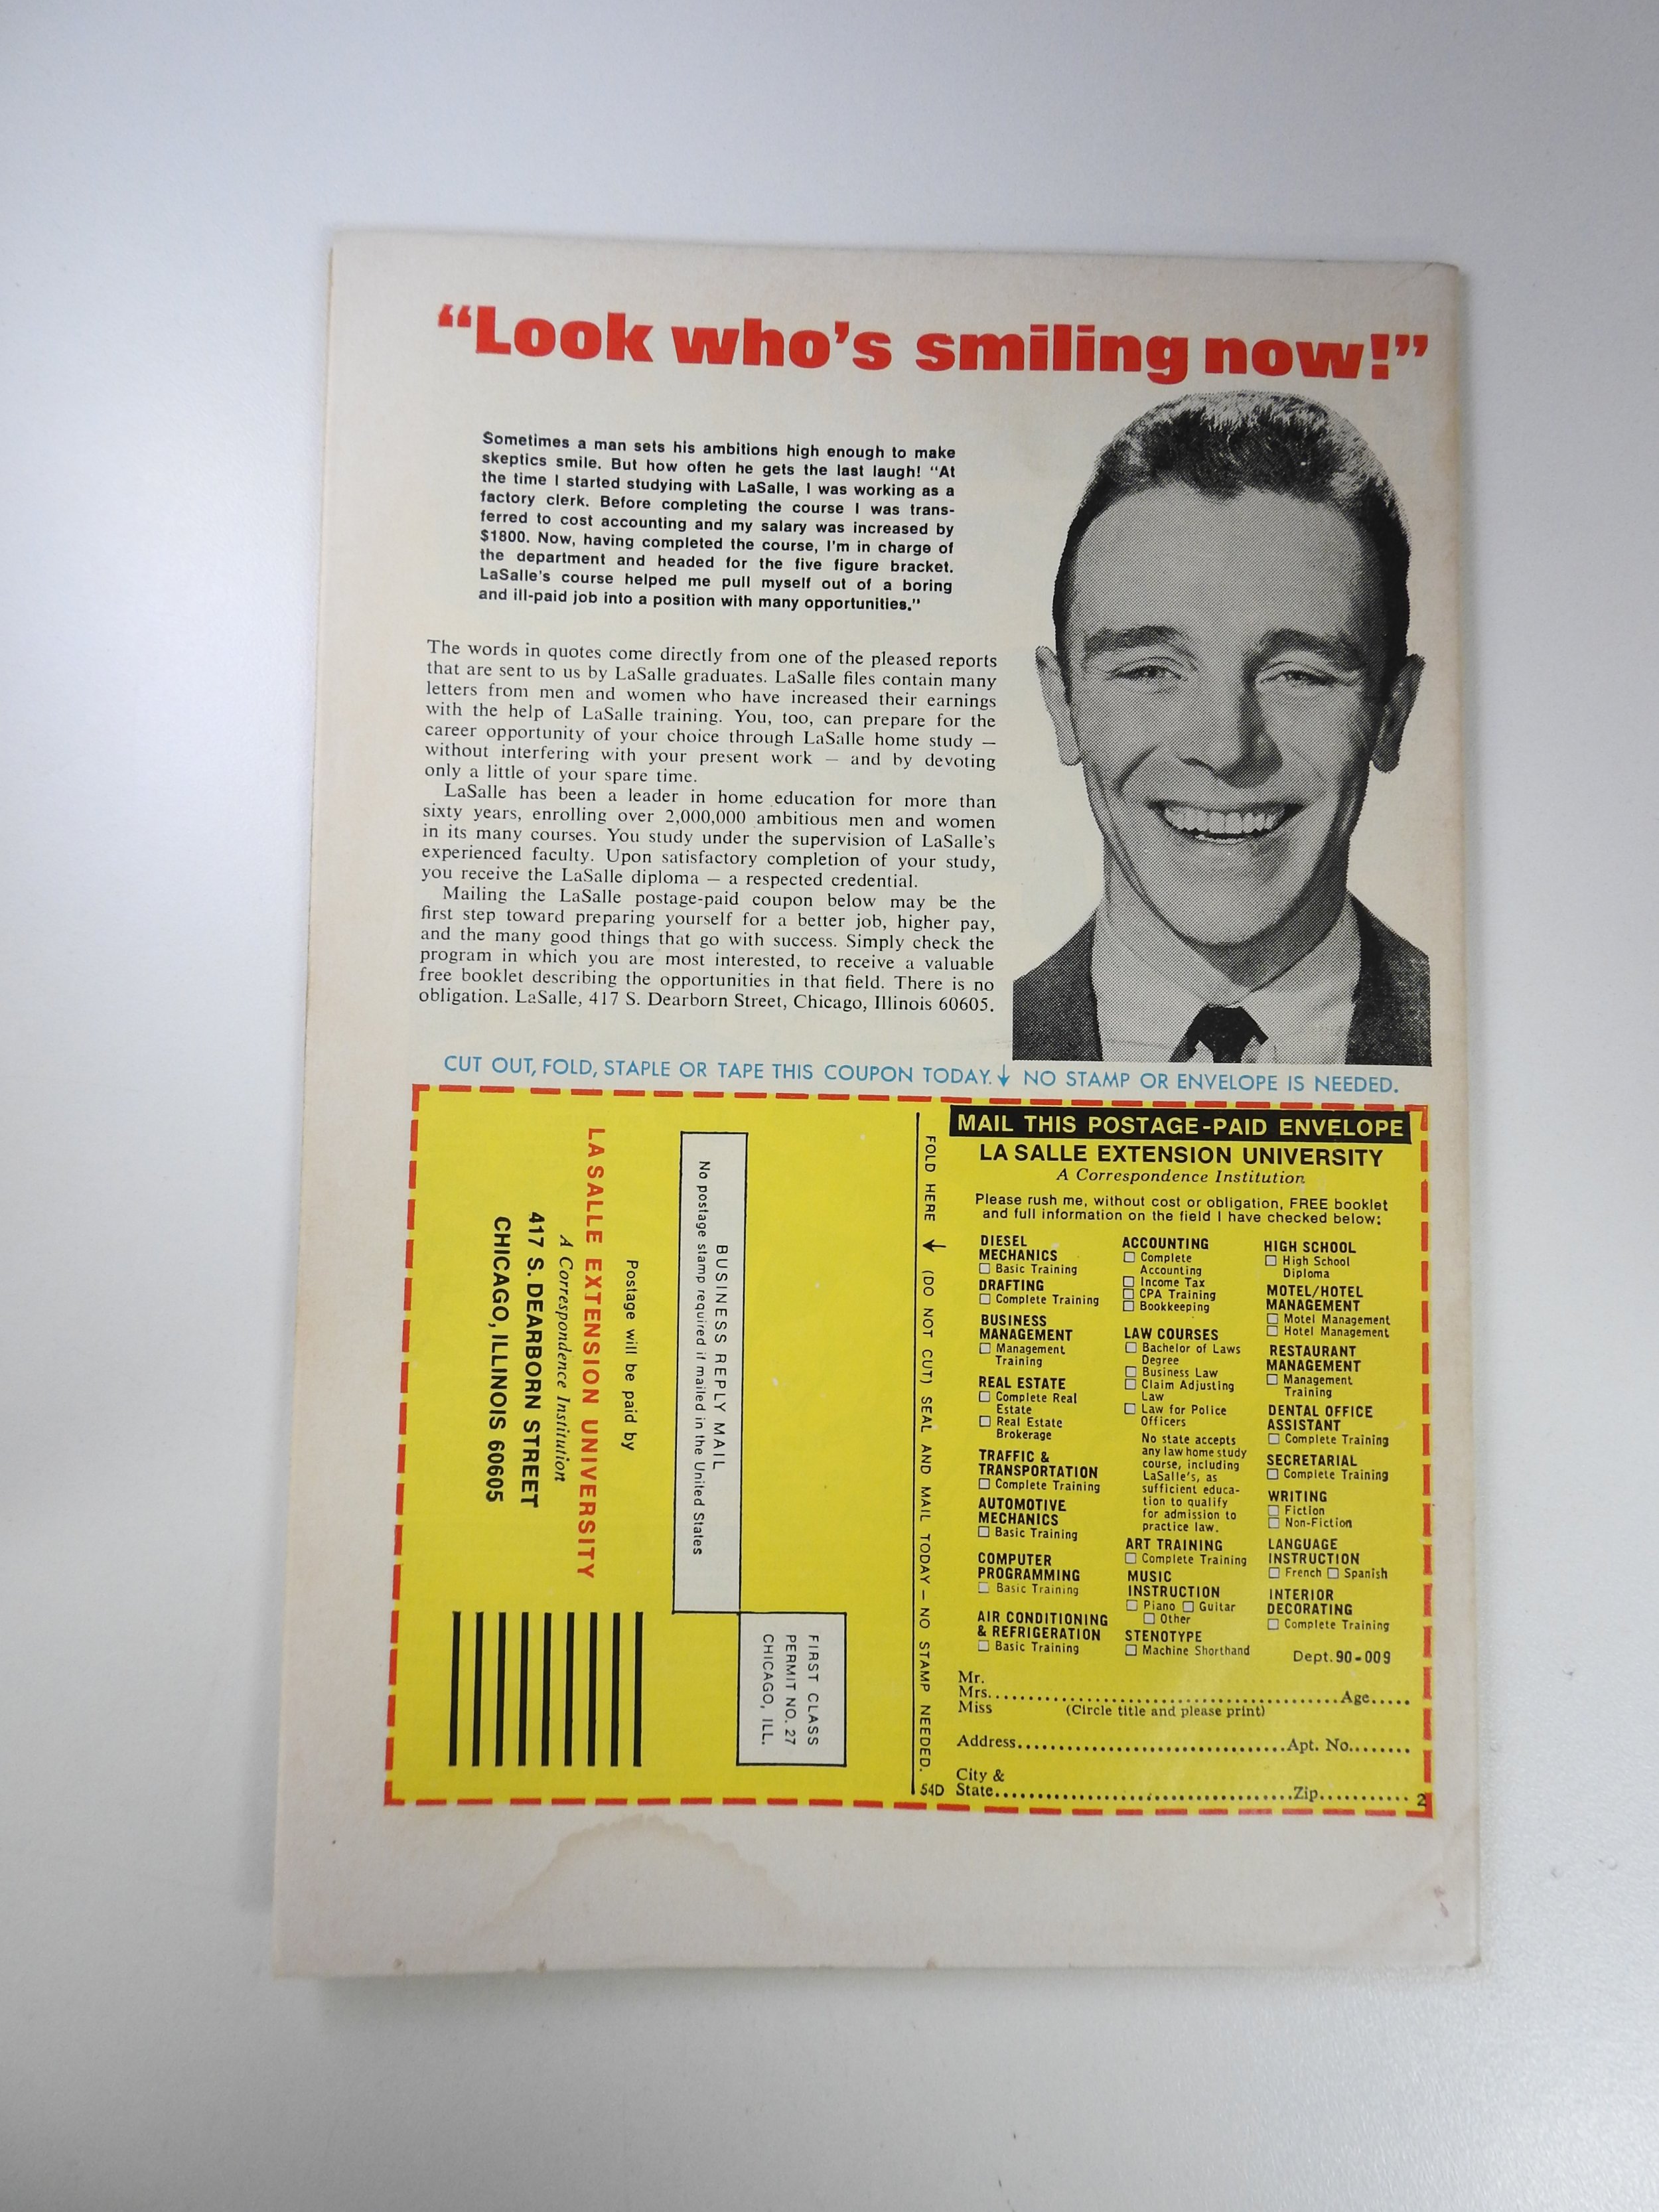 “Look who’s smiling now!”
Sometimes a man sets his ambitions high enough to make
skeptics smile. But how often he gets the last laugh! “At
the time I started studying with LaSalle, I was working as a
factory clerk. Before completing the course I was trans-
ferred to cost accounting and my salary was increased by
$1800. Now, having completed the course, I’m in charge of
the department and headed for the five figure bracket.
LaSalle’s course helped me pull myself out of a boring
and ill-paid job into a position with many opportunities.”
The words in quotes come directly from one of the pleased reports
that are sent to us by LaSalle graduates. LaSalle files contain many
letters from men and women who have increased their earnings
with the help of LaSalle training. You, too, can prepare for the
career opportunity of your choice through LaSalle home study —
without interfering with your present work — and by devoting
only a little of your spare time.
LaSalle has been a leader in home education for more than
sixty years, enrolling over 2,000,000 ambitious men and women
in its many courses. You study under the supervision of LaSalle’s
experienced faculty. Upon satisfactory completion of your study,
you receive the LaSalle diploma — a respected credential.
Mailing the LaSalle postage-paid coupon below may be the
first step toward preparing yourself for a better job, higher pay,
and the many good things that go with success. Simply check the
program in which you are most interested, to receive a valuable
free booklet describing the opportunities in that field. There is no
obligation. LaSalle, 417 S. Dearborn Street, Chicago, Illinois 60605.
CUT OUT, FOLD, STAPLE OR TAPE THIS COUPON TODAY. ↓ NO STAMP OR ENVELOPE IS NEEDED.
FIRST CLASS
PERMIT NO. 27
CHICAGO, ILL.
BUSINESS REPLY MAIL
No postage stamp required if mailed in the United States
Postage will be paid by
LA SALLE EXTENSION UNIVERSITY
A Correspondence Institution
417 S. DEARBORN STREET
CHICAGO, ILLINOIS 60605
FOLD HERE (DO NOT CUT) SEAL AND MAIL TODAY — NO STAMP NEEDED.
54D
MAIL THIS POSTAGE-PAID ENVELOPE
LA SALLE EXTENSION UNIVERSITY
A Correspondence Institution
Please rush me, without cost or obligation, FREE booklet
and full information on the field I have checked below:
DIESEL
MECHANICS
☐ Basic Training
DRAFTING
☐ Complete Training
BUSINESS
MANAGEMENT
☐ Management
Training
REAL ESTATE
☐ Complete Real
Estate
☐ Real Estate
Brokerage
TRAFFIC &
TRANSPORTATION
☐ Complete Training
AUTOMOTIVE
MECHANICS
☐ Basic Training
COMPUTER
PROGRAMMING
☐ Basic Training
AIR CONDITIONING
& REFRIGERATION
☐ Basic Training
ACCOUNTING
☐ Complete
Accounting
☐ Income Tax
☐ CPA Training
☐ Bookkeeping
LAW COURSES
☐ Bachelor of Laws
Degree
☐ Business Law
☐ Claim Adjusting
Law
☐ Law for Police
Officers
No state accepts
any law home study
course, including
LaSalle’s, as
sufficient educa-
tion to qualify
for admission to
practice law.
ART TRAINING
☐ Complete Training
MUSIC
INSTRUCTION
☐ Piano ☐ Guitar
☐ Other
STENOTYPE
☐ Machine Shorthand
HIGH SCHOOL
☐ High School
Diploma
MOTEL/HOTEL
MANAGEMENT
☐ Motel Management
☐ Hotel Management
RESTAURANT
MANAGEMENT
☐ Management
Training
DENTAL OFFICE
ASSISTANT
☐ Complete Training
SECRETARIAL
☐ Complete Training
WRITING
☐ Fiction
☐ Non-Fiction
LANGUAGE
INSTRUCTION
☐ French ☐ Spanish
INTERIOR
DECORATING
☐ Complete Training
Dept. 90-009
Mr.
Mrs. ........ Age.....
Miss (Circle title and please print)
Address ........ Apt. No........
City &
State ........ Zip........ 2